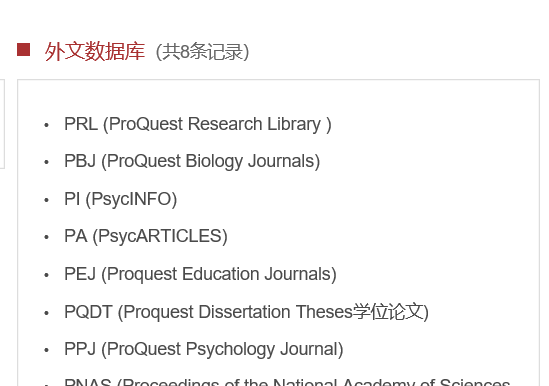 外文数据库 (共8条记录)
• PRL (ProQuest Research Library )
• PBJ (ProQuest Biology Journals)
• PI (PsycINFO)
• PA (PsycARTICLES)
• PEJ (Proquest Education Journals)
• PQDT (Proquest Dissertation Theses学位论文)
• PPJ (ProQuest Psychology Journal)
• PNAS (Proceedings of the National Academy of Sciences